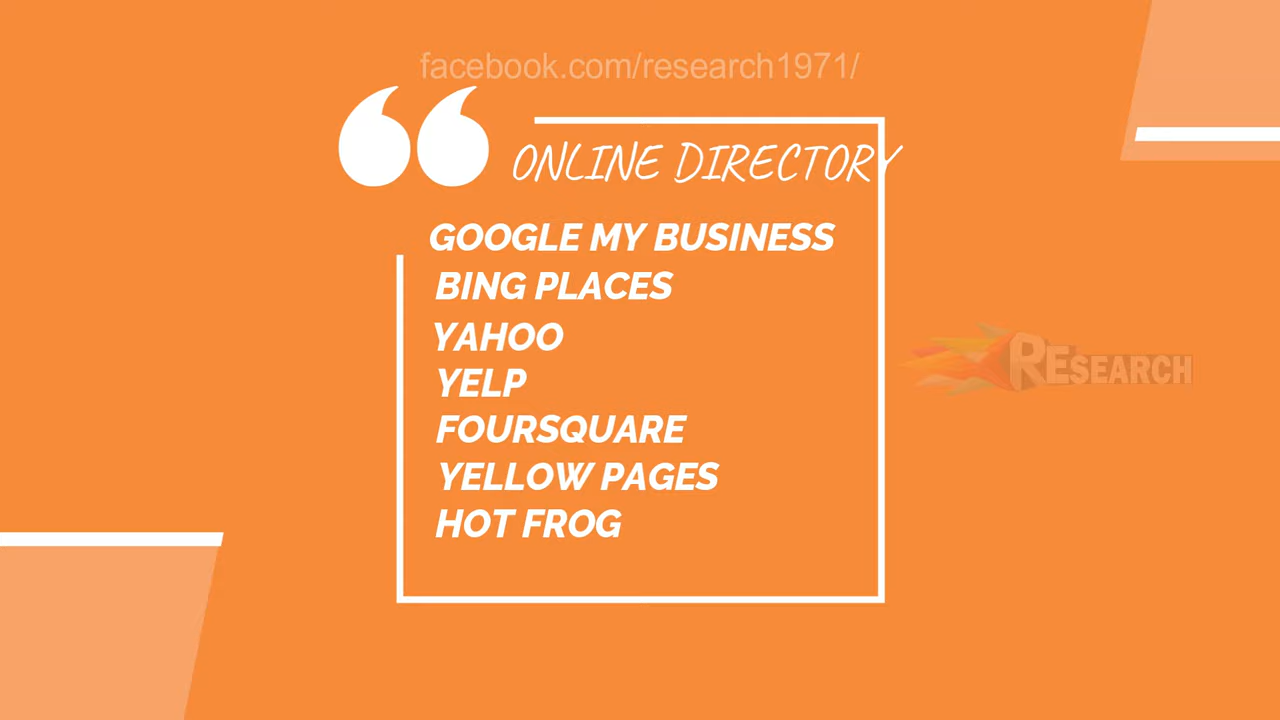 facebook.com/research1971/
ONLINE DIRECTORY
GOOGLE MY BUSINESS
BING PLACES
YAHOO
YELP
RESEARCH
FOURSQUARE
YELLOW PAGES
HOT FROG